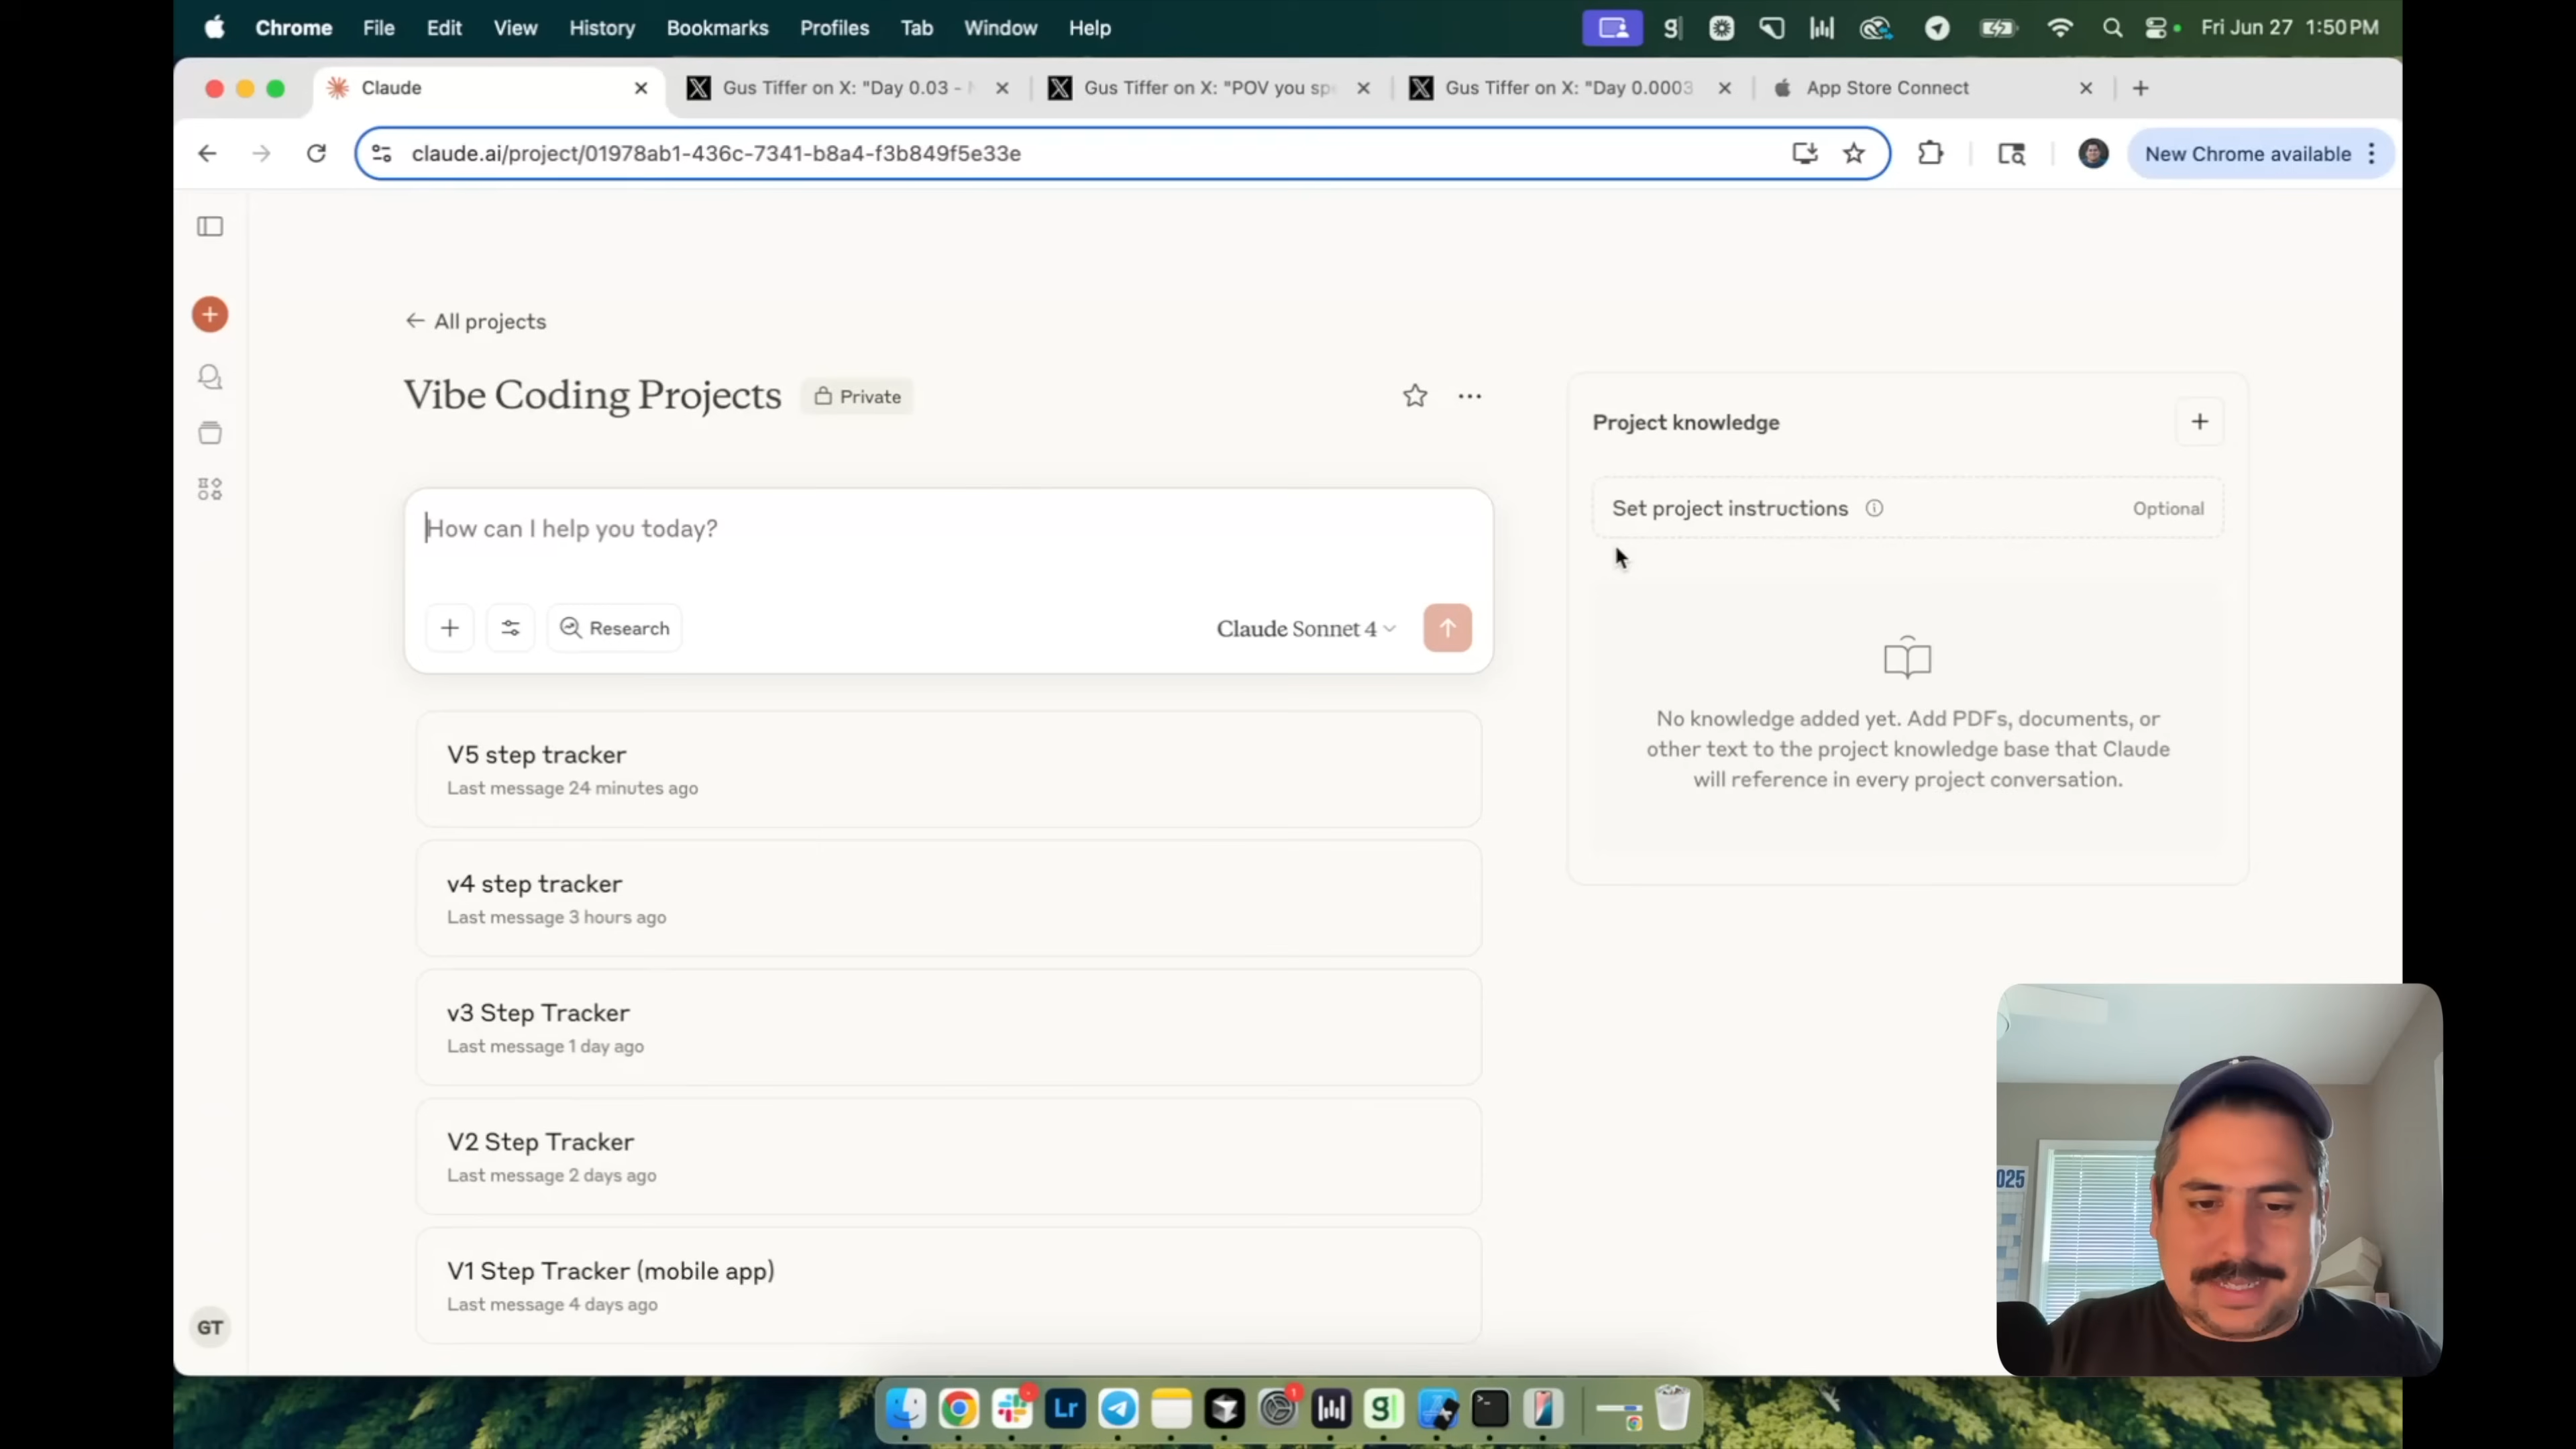 Chrome File Edit View History Bookmarks Profiles Tab Window Help Fri Jun 27 1:50 PM
Claude Gus Tiffer on X: "Day 0.03 - Gus Tiffer on X: "POV you spe Gus Tiffer on X: "Day 0.0003 App Store Connect
claude.ai/project/01978ab1-436c-7341-b8a4-f3b849f5e33e New Chrome available
All projects
Vibe Coding Projects Private
Project knowledge
Set project instructions Optional
How can I help you today?
Research Claude Sonnet 4
No knowledge added yet. Add PDFs, documents, or
other text to the project knowledge base that Claude
will reference in every project conversation.
V5 step tracker
Last message 24 minutes ago
v4 step tracker
Last message 3 hours ago
v3 Step Tracker
Last message 1 day ago
V2 Step Tracker
Last message 2 days ago
V1 Step Tracker (mobile app)
Last message 4 days ago
GT
025
Lr
1
g